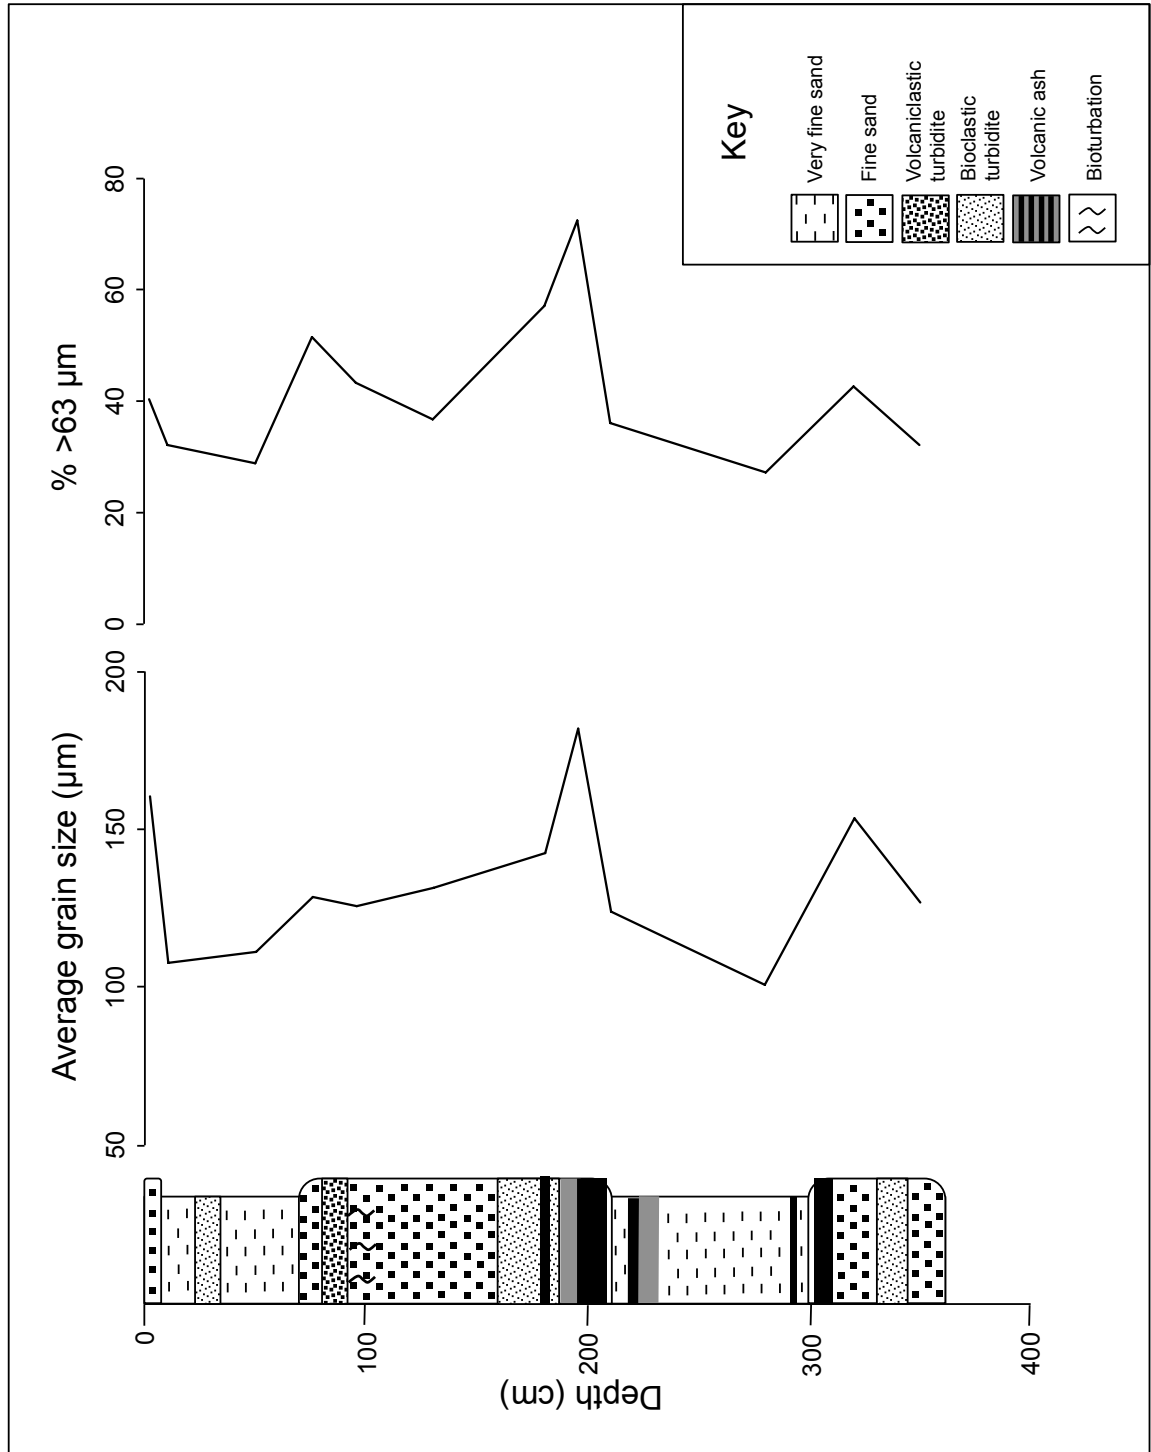 Depth (cm)
0
100
200
300
400
Average grain size (µm)
50
100
150
200
% >63 µm
0
20
40
60
80
Key
Very fine sand
Fine sand
Volcaniclastic
turbidite
Bioclastic
turbidite
Volcanic ash
Bioturbation